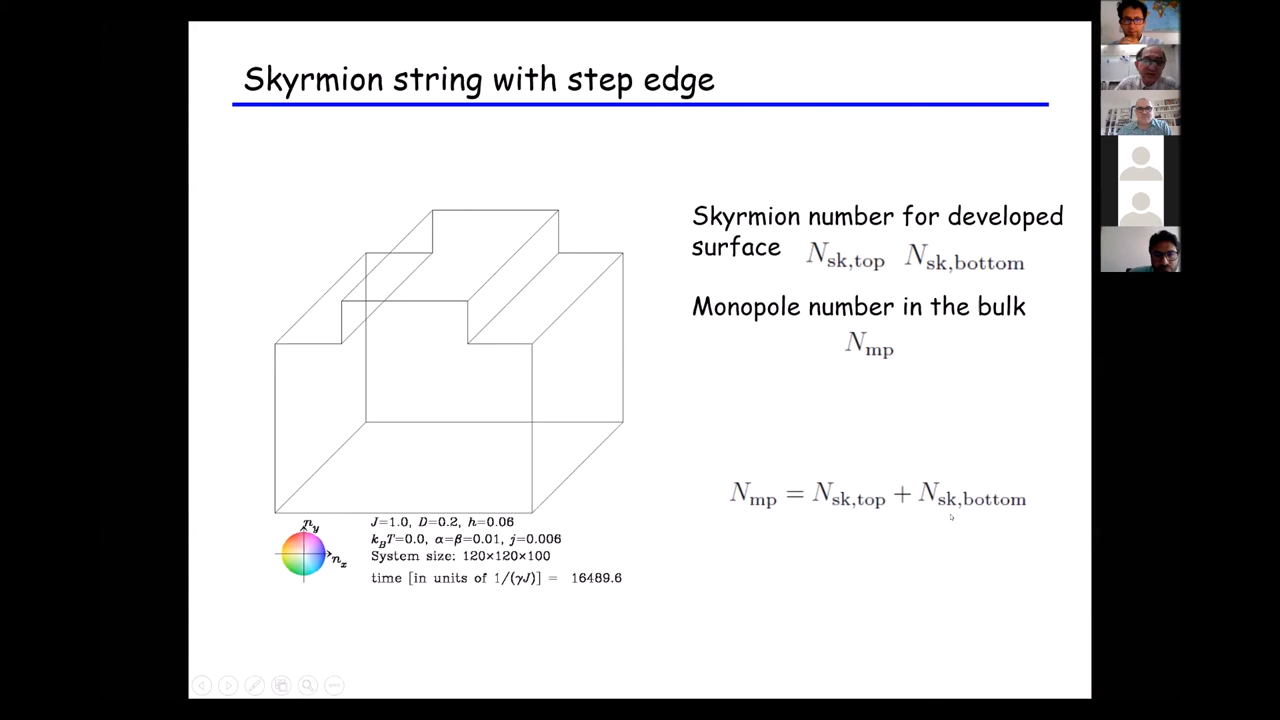 Skyrmion string with step edge
Skyrmion number for developed
surface N_sk,top N_sk,bottom
Monopole number in the bulk
N_mp
N_mp = N_sk,top + N_sk,bottom
n_y
n_x
J=1.0, D=0.2, h=0.06
k_BT=0.0, α=β=0.01, j=0.006
System size: 120×120×100
time [in units of 1/(γJ)] = 16489.6